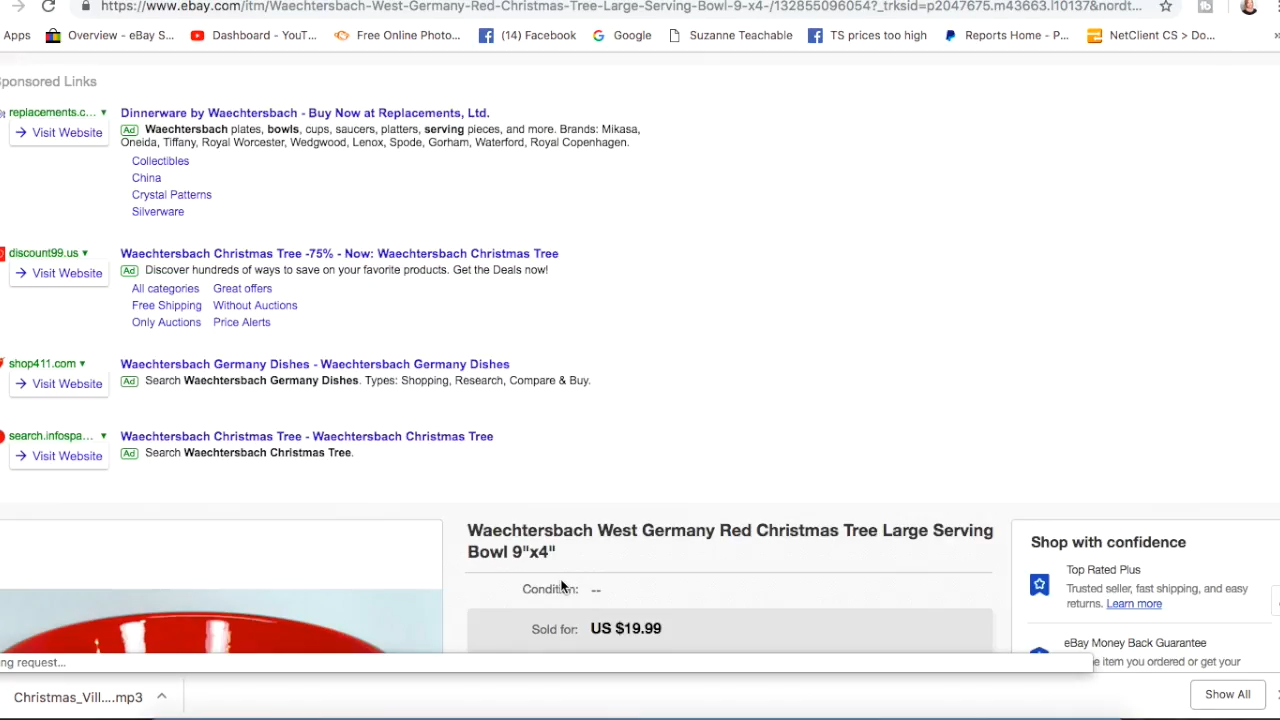 https://www.ebay.com/itm/Waechtersbach-West-Germany-Red-Christmas-Tree-Large-Serving-Bowl-9-x4-/132855096054?_trksid=p2047675.m43663.l10137&nordt...
Apps Overview - eBay S... Dashboard - YouT... Free Online Photo... (14) Facebook Google Suzanne Teachable TS prices too high Reports Home - P... NetClient CS > Do...
ponsored Links
replacements.c... Dinnerware by Waechtersbach - Buy Now at Replacements, Ltd.
Visit Website Ad Waechtersbach plates, bowls, cups, saucers, platters, serving pieces, and more. Brands: Mikasa,
Oneida, Tiffany, Royal Worcester, Wedgwood, Lenox, Spode, Gorham, Waterford, Royal Copenhagen.
Collectibles
China
Crystal Patterns
Silverware
discount99.us Waechtersbach Christmas Tree -75% - Now: Waechtersbach Christmas Tree
Visit Website Ad Discover hundreds of ways to save on your favorite products. Get the Deals now!
All categories Great offers
Free Shipping Without Auctions
Only Auctions Price Alerts
shop411.com Waechtersbach Germany Dishes - Waechtersbach Germany Dishes
Visit Website Ad Search Waechtersbach Germany Dishes. Types: Shopping, Research, Compare & Buy.
search.infospa... Waechtersbach Christmas Tree - Waechtersbach Christmas Tree
Visit Website Ad Search Waechtersbach Christmas Tree.
Waechtersbach West Germany Red Christmas Tree Large Serving
Bowl 9"x4"
Condition: --
Sold for: US $19.99
Shop with confidence
Top Rated Plus
Trusted seller, fast shipping, and easy
returns. Learn more
eBay Money Back Guarantee
e item you ordered or get your
ng request...
Christmas_Vill....mp3
Show All